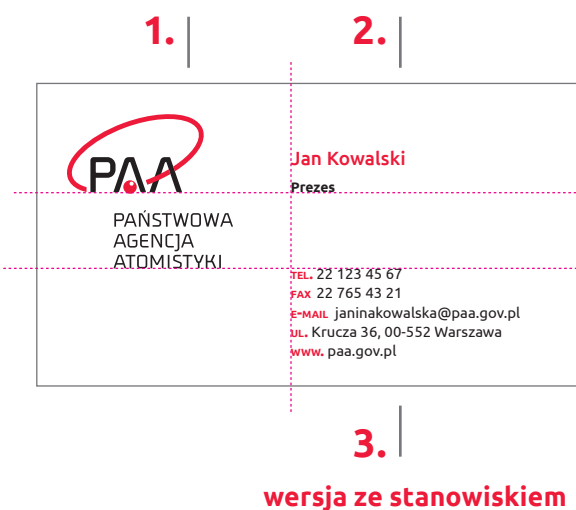 1.
2.
PAA
PAŃSTWOWA
AGENCJA
ATOMISTYKI
Jan Kowalski
Prezes
TEL. 22 123 45 67
FAX 22 765 43 21
E-MAIL janinakowalska@paa.gov.pl
UL. Krucza 36, 00-552 Warszawa
www. paa.gov.pl
3.
wersja ze stanowiskiem